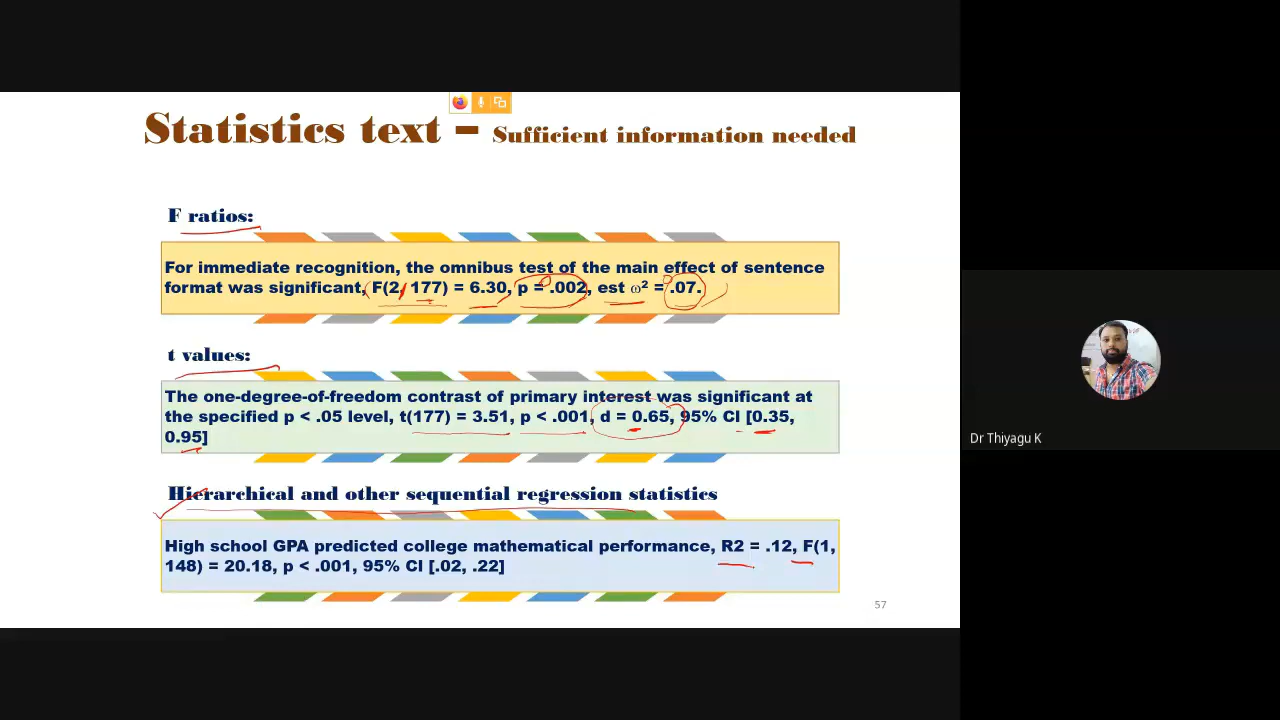 Statistics text – Sufficient information needed
F ratios:
For immediate recognition, the omnibus test of the main effect of sentence
format was significant, F(2, 177) = 6.30, p = .002, est ω² = .07.
t values:
The one-degree-of-freedom contrast of primary interest was significant at
the specified p < .05 level, t(177) = 3.51, p < .001, d = 0.65, 95% CI [0.35,
0.95]
Dr Thiyagu K
Hierarchical and other sequential regression statistics
High school GPA predicted college mathematical performance, R2 = .12, F(1,
148) = 20.18, p < .001, 95% CI [.02, .22]
57